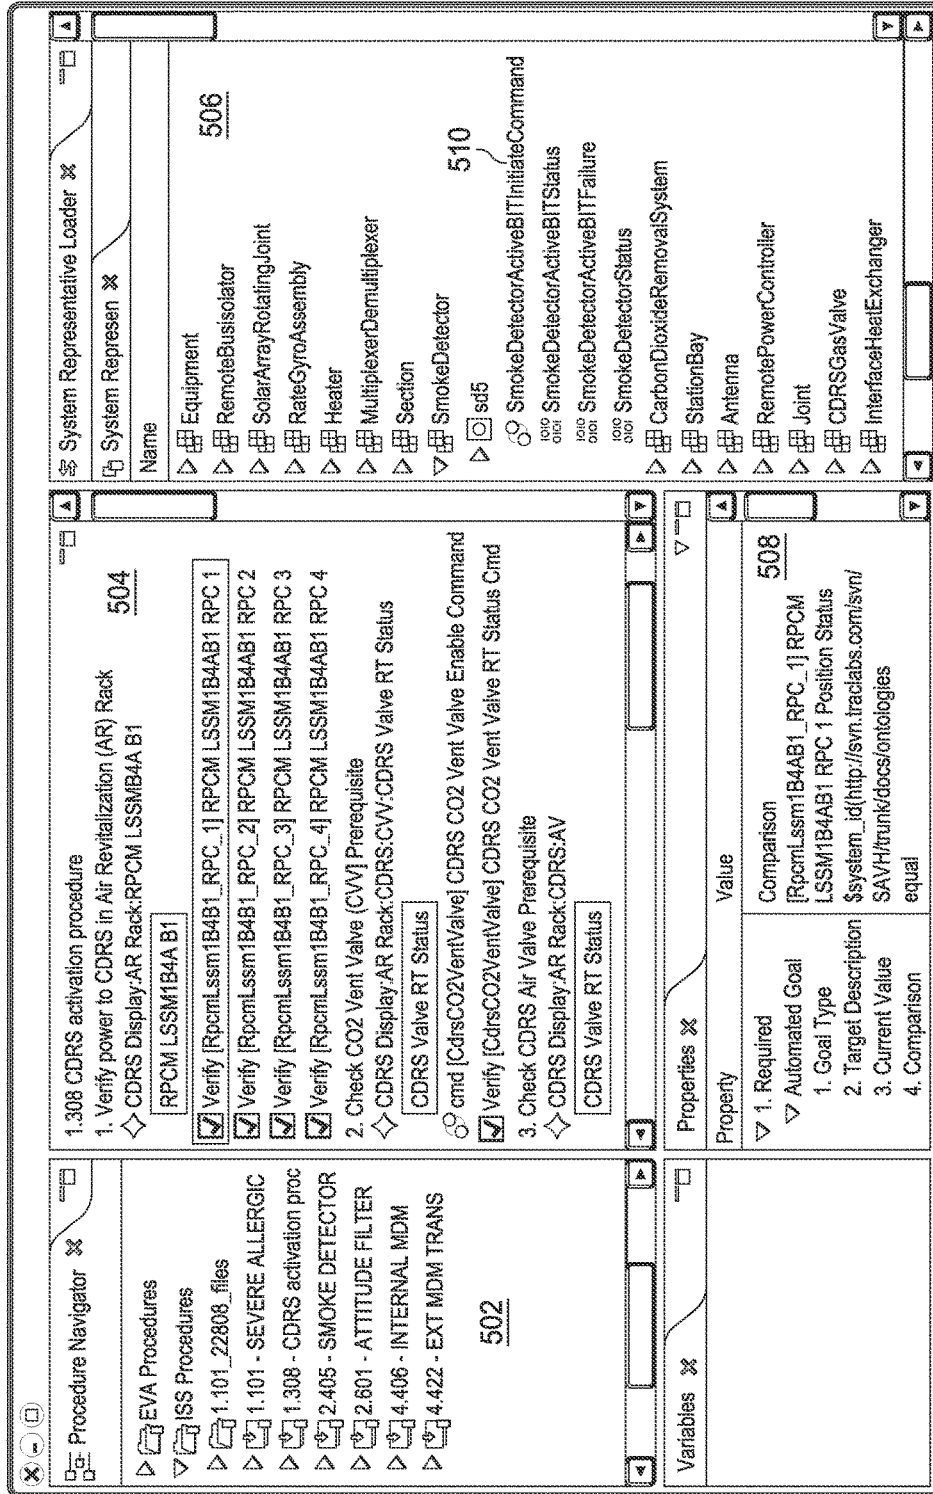 Procedure Navigator
EVA Procedures
ISS Procedures
1.101_22808_files
1.101 - SEVERE ALLERGIC
1.308 - CDRS activation proc
2.405 - SMOKE DETECTOR
2.601 - ATTITUDE FILTER
4.406 - INTERNAL MDM
4.422 - EXT MDM TRANS
502
Variables
1.308 CDRS activation procedure
1. Verify power to CDRS in Air Revitalization (AR) Rack
CDRS Display:AR Rack:RPCM LSSMB4A B1
504
RPCM LSSM1B4A B1
Verify [RpcmLssm1B4B1_RPC_1] RPCM LSSM1B4AB1 RPC 1
Verify [RpcmLssm1B4B1_RPC_2] RPCM LSSM1B4AB1 RPC 2
Verify [RpcmLssm1B4B1_RPC_3] RPCM LSSM1B4AB1 RPC 3
Verify [RpcmLssm1B4B1_RPC_4] RPCM LSSM1B4AB1 RPC 4
2. Check CO2 Vent Valve (CVV] Prerequisite
CDRS Display:AR Rack:CDRS:CVV:CDRS Valve RT Status
CDRS Valve RT Status
cmd [CdrsCO2VentValve] CDRS CO2 Vent Valve Enable Command
Verify [CdrsCO2VentValve] CDRS CO2 Vent Valve RT Status Cmd
3. Check CDRS Air Valve Prerequisite
CDRS Display:AR Rack:CDRS:AV
CDRS Valve RT Status
Properties
Property Value
1. Required
Automated Goal
1. Goal Type Comparison
2. Target Description [RpcmLssm1B4AB1_RPC_1] RPCM
LSSM1B4AB1 RPC 1 Position Status
3. Current Value $system_id(http://svn.traclabs.com/svn/
SAVH/trunk/docs/ontologies
4. Comparison equal
508
System Representative Loader
System Represen
Name
506
Equipment
RemoteBusisolator
SolarArrayRotatingJoint
RateGyroAssembly
Heater
MultiplexerDemultiplexer
Section
SmokeDetector
sd5
510
SmokeDetectorActiveBITInitiateCommand
SmokeDetectorActiveBITStatus
SmokeDetectorActiveBITFailure
SmokeDetectorStatus
CarbonDioxideRemovalSystem
StationBay
Antenna
RemotePowerController
Joint
CDRSGasValve
InterfaceHeatExchanger